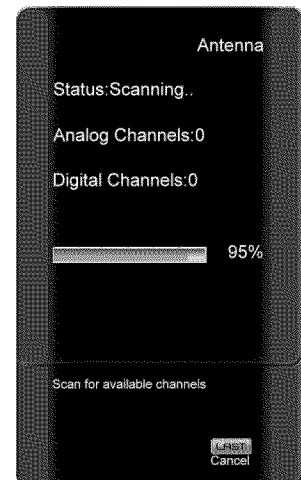 Antenna
Status:Scanning..
Analog Channels:0
Digital Channels:0
95%
Scan for available channels
LAST
Cancel